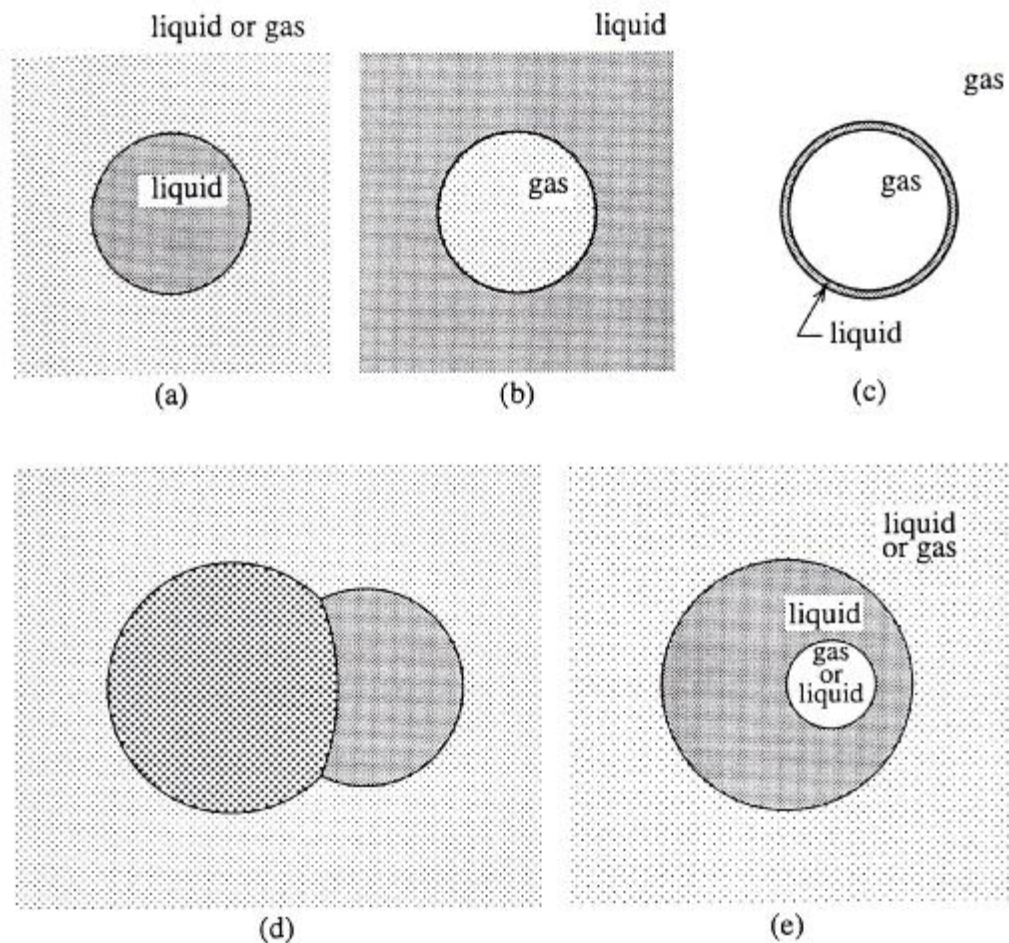 liquid or gas
liquid
liquid
gas
gas
gas
liquid
(a)
(b)
(c)
liquid
or gas
liquid
gas
or
liquid
(d)
(e)